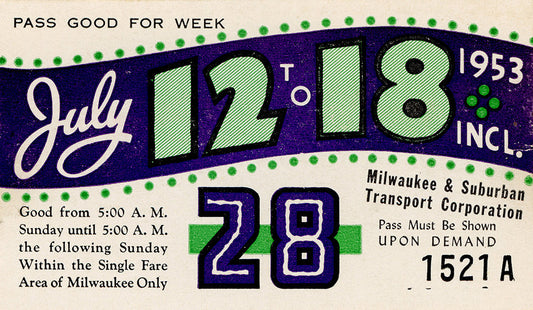 PASS GOOD FOR WEEK
July 12 TO 18 1953 INCL.
Milwaukee & Suburban
Transport Corporation
Good from 5:00 A. M.
Sunday until 5:00 A. M.
the following Sunday
Within the Single Fare
Area of Milwaukee Only
28
Pass Must Be Shown
UPON DEMAND
1521 A